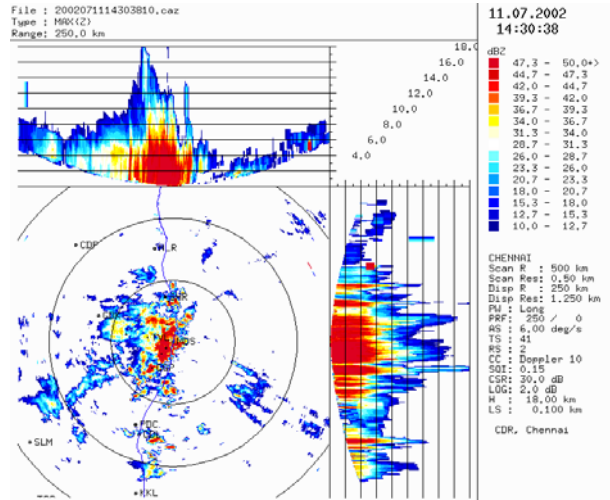 File : 2002071114303810.caz
Type : MAX(Z)
Range: 250.0 km
18.0
16.0
14.0
12.0
10.0
8.0
6.0
4.0
CDP
NLR
PDC
SLM
KKL
11.07.2002
14:30:38
dBZ
47.3 - 50.0+>
44.7 - 47.3
42.0 - 44.7
39.3 - 42.0
36.7 - 39.3
34.0 - 36.7
31.3 - 34.0
28.7 - 31.3
26.0 - 28.7
23.3 - 26.0
20.7 - 23.3
18.0 - 20.7
15.3 - 18.0
12.7 - 15.3
10.0 - 12.7
CHENNAI
Scan R : 500 km
Scan Res: 0.50 km
Disp R : 250 km
Disp Res: 1.250 km
PW : Long
PRF: 250 / 0
AS : 6.00 deg/s
TS : 41
RS : 2
CC : Doppler 10
SQI: 0.15
CSR: 30.0 dB
LOG: 2.0 dB
H : 18.00 km
LS : 0.100 km
CDR, Chennai